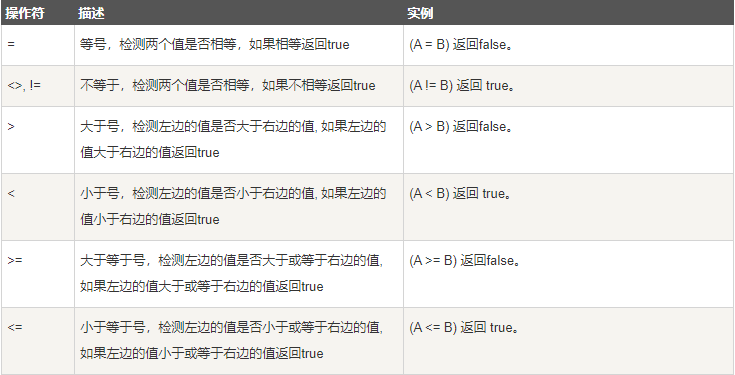 操作符 描述 实例
= 等号，检测两个值是否相等，如果相等返回true (A = B) 返回false。
<>, != 不等于，检测两个值是否相等，如果不相等返回true (A != B) 返回 true。
> 大于号，检测左边的值是否大于右边的值, 如果左边的 (A > B) 返回false。
值大于右边的值返回true
< 小于号，检测左边的值是否小于右边的值, 如果左边的 (A < B) 返回 true。
值小于右边的值返回true
>= 大于等于号，检测左边的值是否大于或等于右边的值, (A >= B) 返回false。
如果左边的值大于或等于右边的值返回true
<= 小于等于号，检测左边的值是否小于或等于右边的值, (A <= B) 返回 true。
如果左边的值小于或等于右边的值返回true